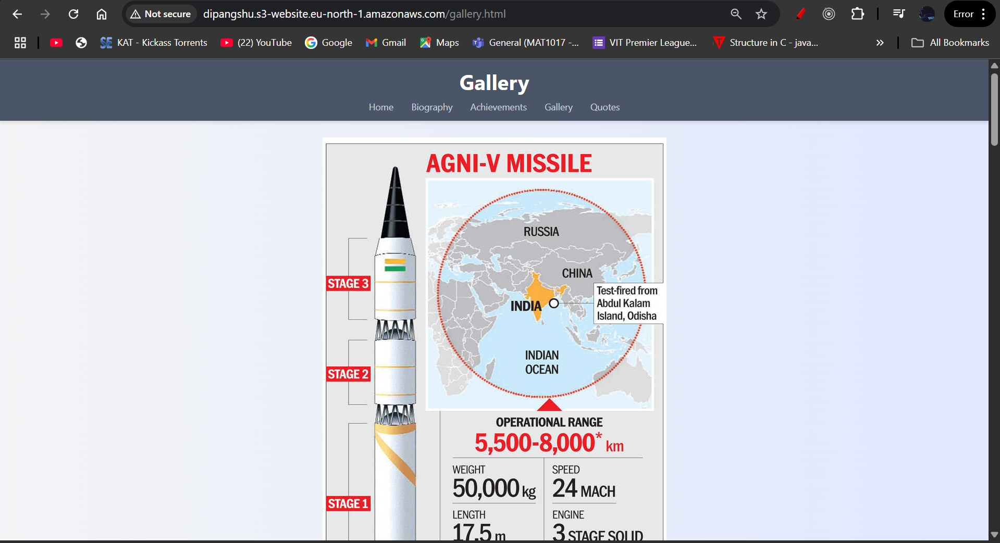 Not secure dipangshu.s3-website.eu-north-1.amazonaws.com/gallery.html Error
KAT - Kickass Torrents (22) YouTube Google Gmail Maps General (MAT1017 -... VIT Premier League... Structure in C - java... » All Bookmarks
Gallery
Home Biography Achievements Gallery Quotes
AGNI-V MISSILE
RUSSIA
CHINA
INDIA
Test-fired from
Abdul Kalam
Island, Odisha
INDIAN
OCEAN
STAGE 3
STAGE 2
STAGE 1
OPERATIONAL RANGE
5,500-8,000* km
WEIGHT
50,000 kg
SPEED
24 MACH
LENGTH
17.5 m
ENGINE
3 STAGE SOLID